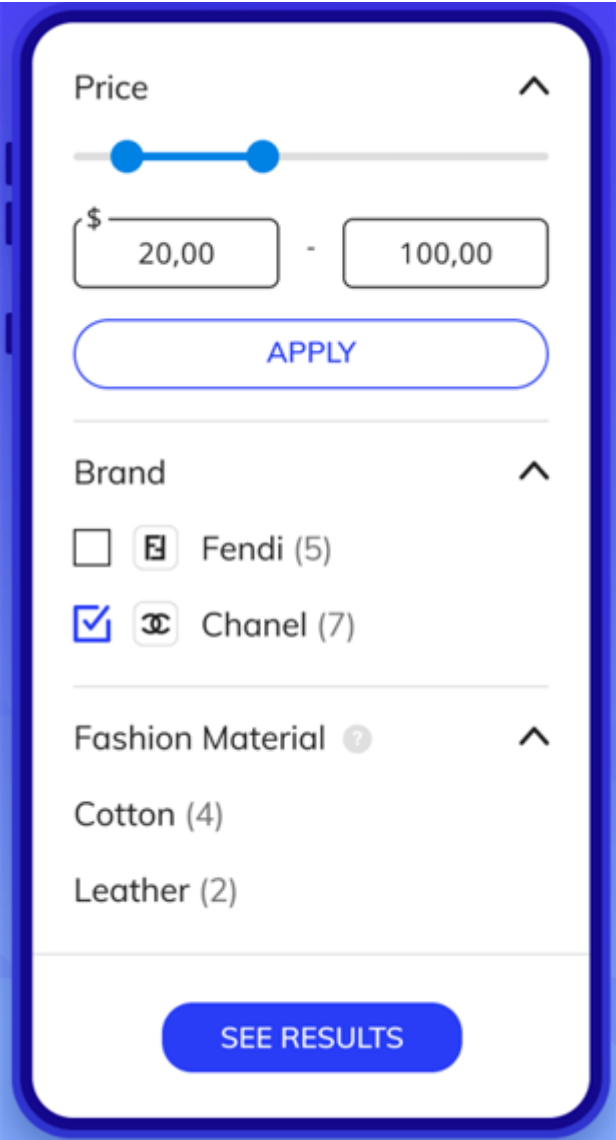 Price
$
20,00 - 100,00
APPLY
Brand
Fendi (5)
Chanel (7)
Fashion Material ?
Cotton (4)
Leather (2)
SEE RESULTS